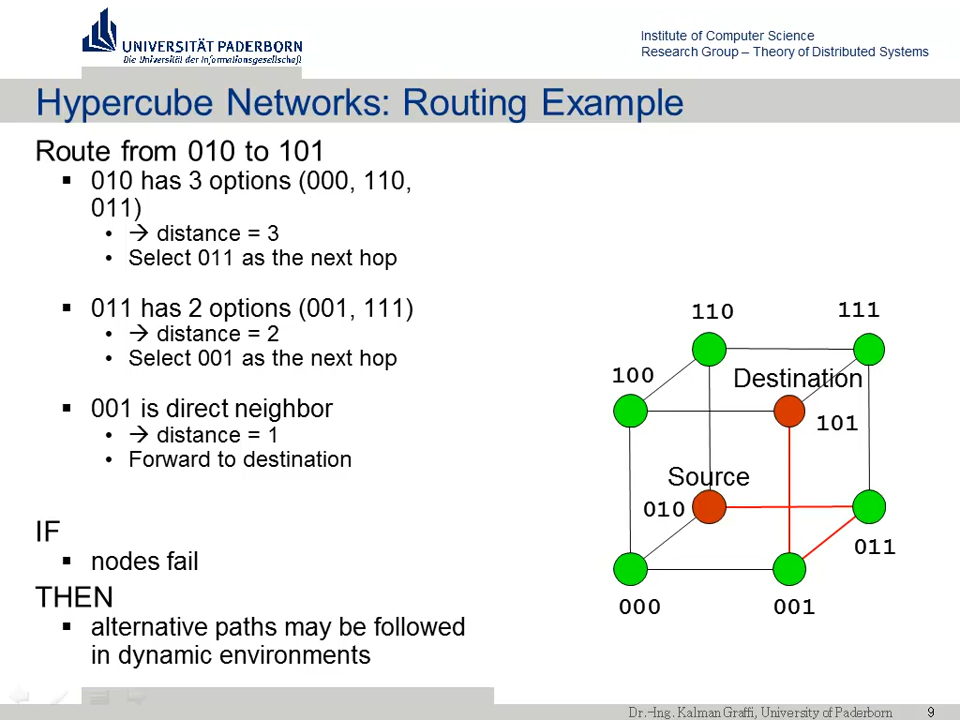 UNIVERSITÄT PADERBORN
Die Universität der Informationsgesellschaft
Institute of Computer Science
Research Group – Theory of Distributed Systems
Hypercube Networks: Routing Example
Route from 010 to 101
▪ 010 has 3 options (000, 110,
011)
• → distance = 3
• Select 011 as the next hop
▪ 011 has 2 options (001, 111)
• → distance = 2
• Select 001 as the next hop
▪ 001 is direct neighbor
• → distance = 1
• Forward to destination
IF
▪ nodes fail
THEN
▪ alternative paths may be followed
in dynamic environments
110
111
100
Destination
101
Source
010
011
000
001
Dr.-Ing. Kalman Graffi, University of Paderborn
9